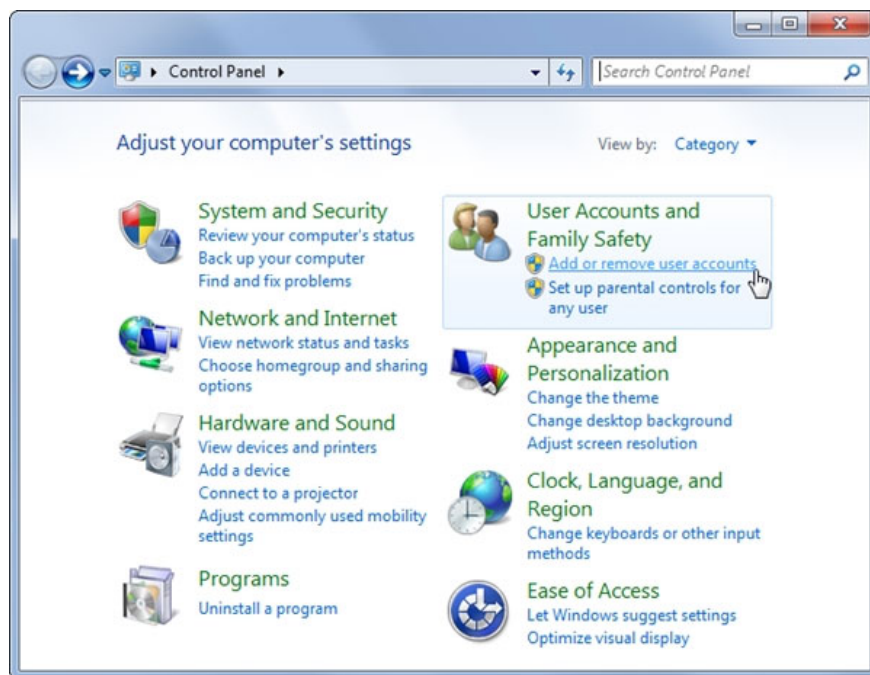 Control Panel
Search Control Panel
Adjust your computer's settings
View by: Category
System and Security
Review your computer's status
Back up your computer
Find and fix problems
Network and Internet
View network status and tasks
Choose homegroup and sharing
options
Hardware and Sound
View devices and printers
Add a device
Connect to a projector
Adjust commonly used mobility
settings
Programs
Uninstall a program
User Accounts and
Family Safety
Add or remove user accounts
Set up parental controls for
any user
Appearance and
Personalization
Change the theme
Change desktop background
Adjust screen resolution
Clock, Language, and
Region
Change keyboards or other input
methods
Ease of Access
Let Windows suggest settings
Optimize visual display